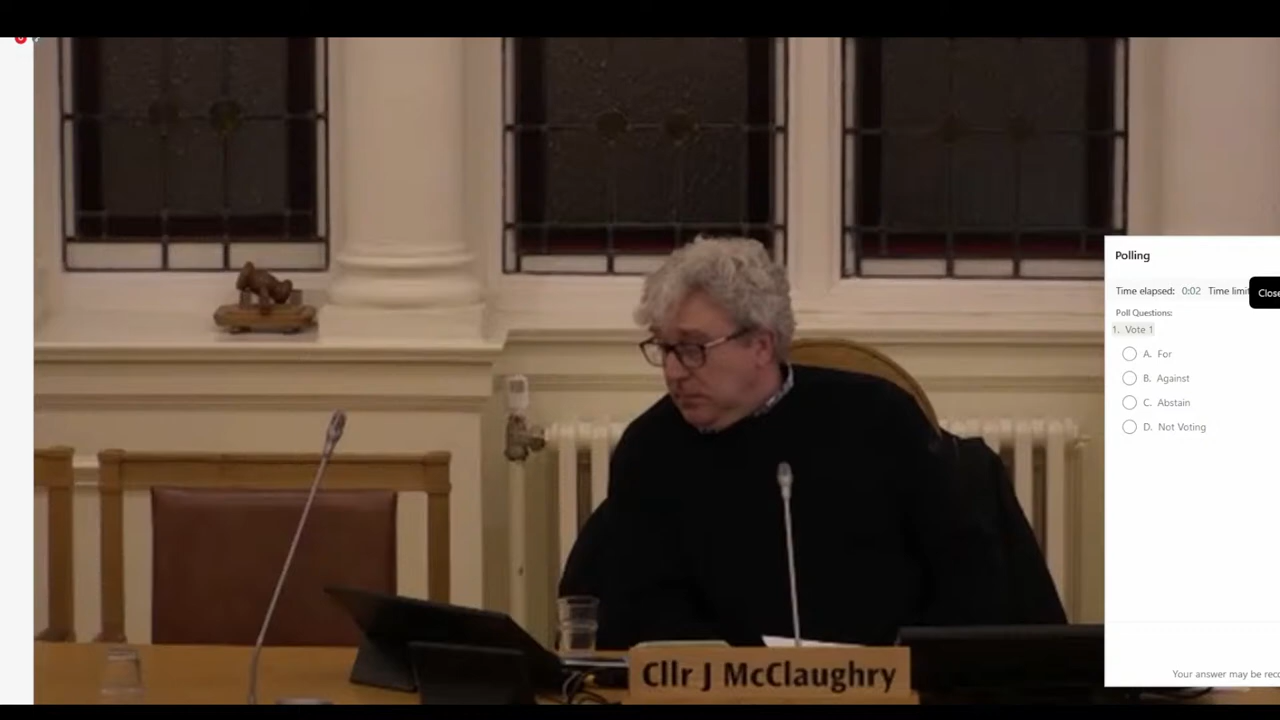 Polling
Time elapsed: 0:02 Time limit
Close
Poll Questions:
1. Vote 1
A. For
B. Against
C. Abstain
D. Not Voting
Your answer may be
Cllr J McClaughry